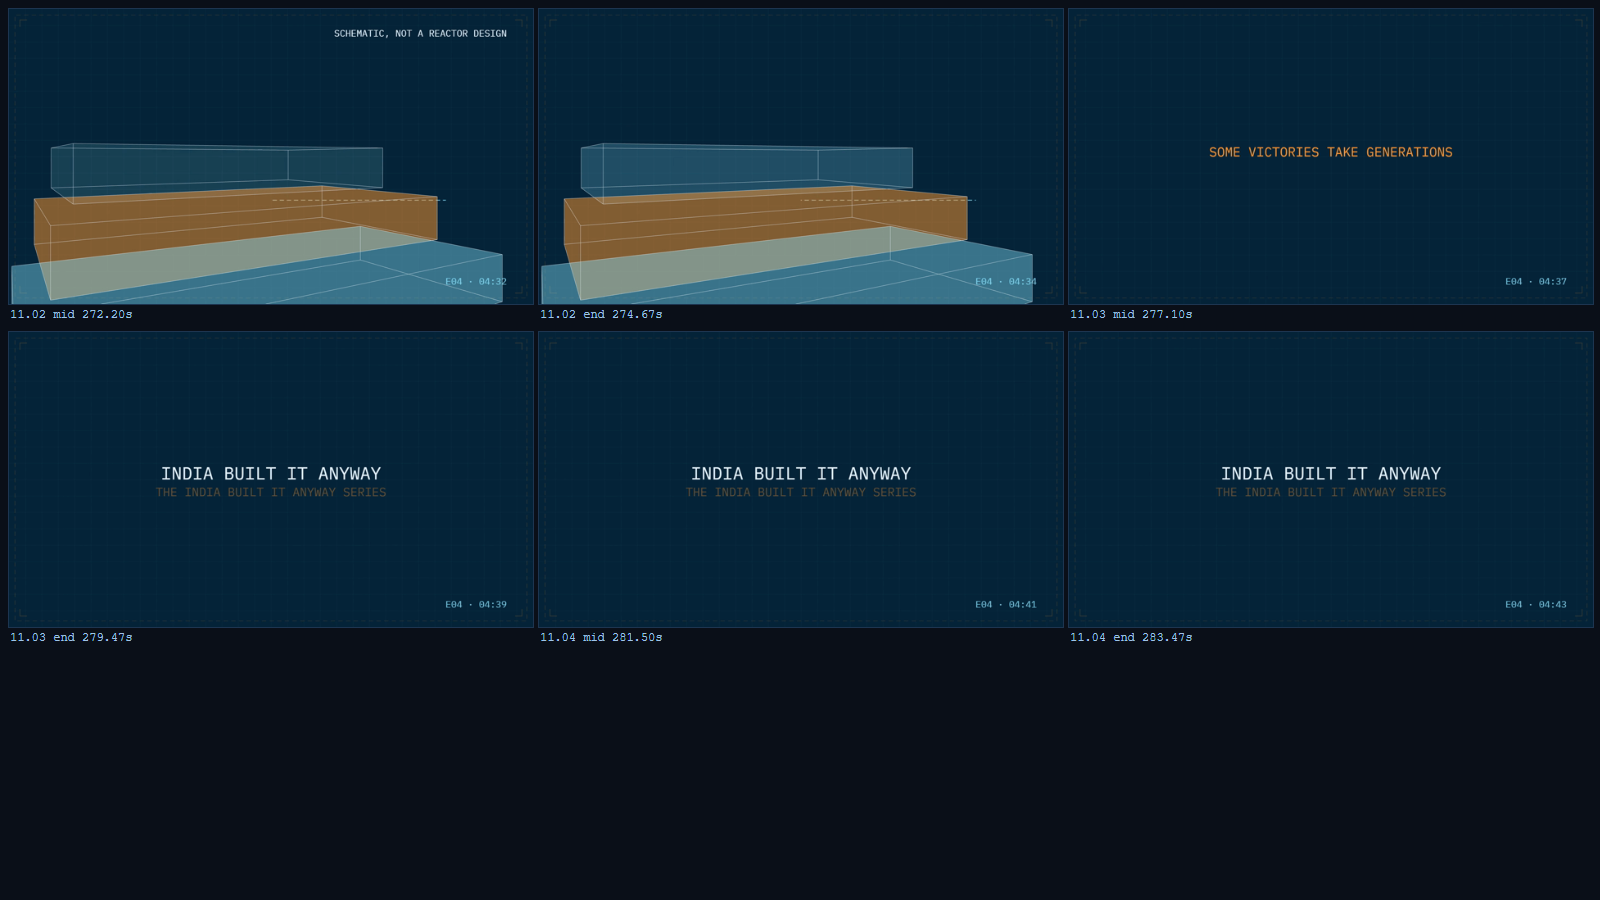 SCHEMATIC, NOT A REACTOR DESIGN
E04 · 04:32
11.02 mid 272.20s
E04 · 04:34
11.02 end 274.67s
SOME VICTORIES TAKE GENERATIONS
E04 · 04:37
11.03 mid 277.10s
INDIA BUILT IT ANYWAY
THE INDIA BUILT IT ANYWAY SERIES
E04 · 04:39
11.03 end 279.47s
INDIA BUILT IT ANYWAY
THE INDIA BUILT IT ANYWAY SERIES
E04 · 04:41
11.04 mid 281.50s
INDIA BUILT IT ANYWAY
THE INDIA BUILT IT ANYWAY SERIES
E04 · 04:43
11.04 end 283.47s